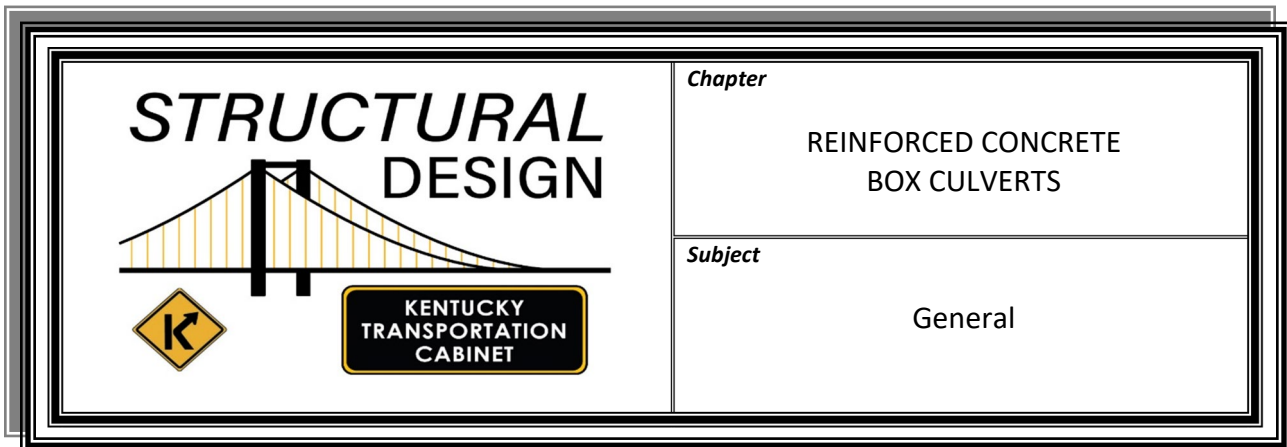 STRUCTURAL
DESIGN
K
KENTUCKY
TRANSPORTATION
CABINET
Chapter
REINFORCED CONCRETE
BOX CULVERTS
Subject
General